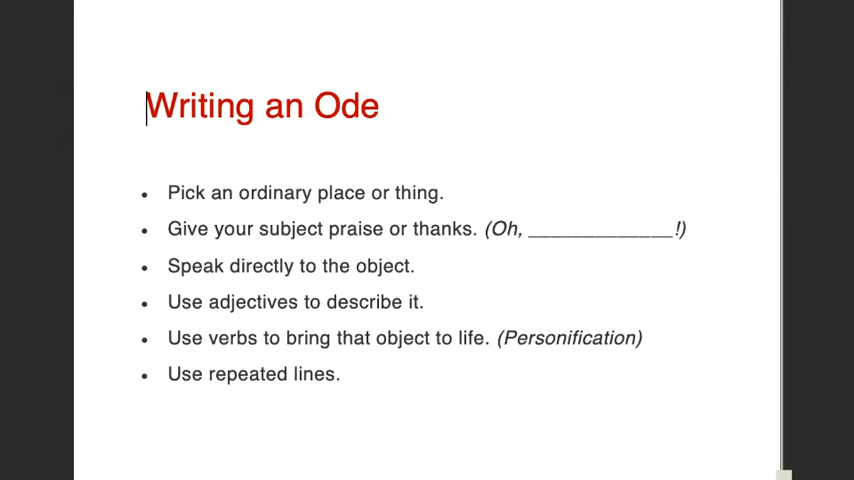 Writing an Ode
• Pick an ordinary place or thing.
• Give your subject praise or thanks. (Oh, _____________!)
• Speak directly to the object.
• Use adjectives to describe it.
• Use verbs to bring that object to life. (Personification)
• Use repeated lines.